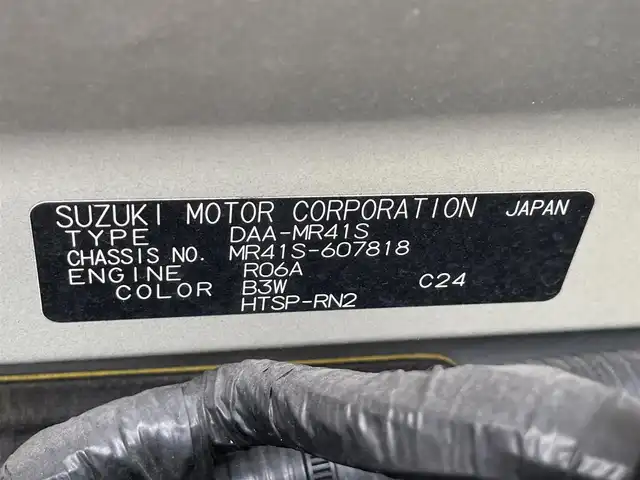 SUZUKI MOTOR CORPORATION JAPAN
TYPE DAA-MR41S
CHASSIS NO. MR41S-607818
ENGINE R06A
COLOR B3W C24
HTSP-RN2